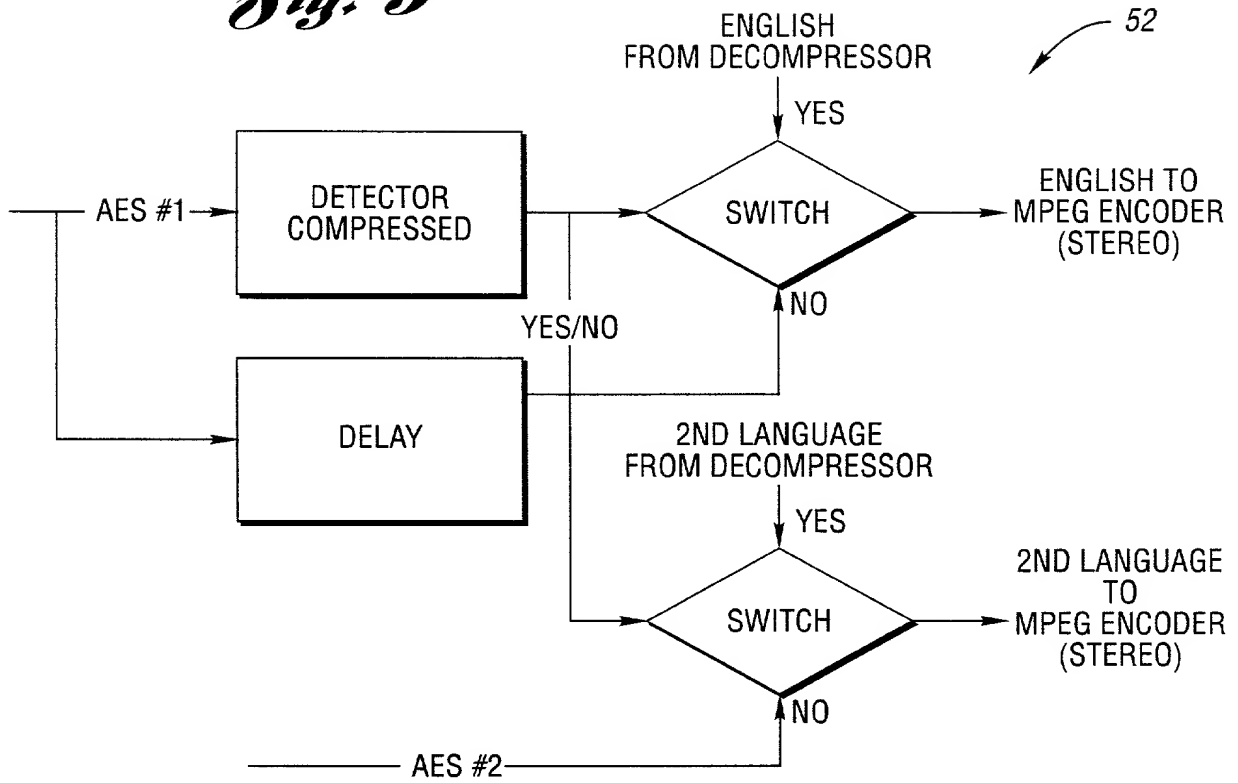 Fig.
52
ENGLISH
FROM DECOMPRESSOR
YES
AES #1
DETECTOR
COMPRESSED
SWITCH
ENGLISH TO
MPEG ENCODER
(STEREO)
NO
YES/NO
DELAY
2ND LANGUAGE
FROM DECOMPRESSOR
YES
SWITCH
2ND LANGUAGE
TO
MPEG ENCODER
(STEREO)
NO
AES #2